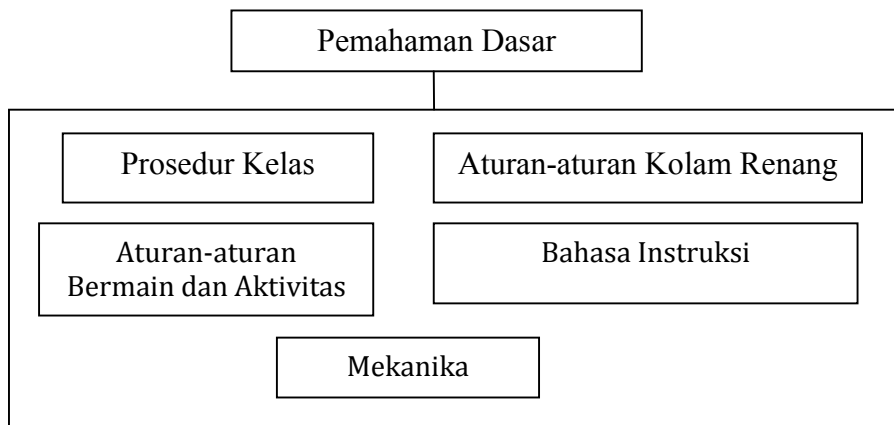 Pemahaman Dasar
Prosedur Kelas
Aturan-aturan Kolam Renang
Aturan-aturan
Bermain dan Aktivitas
Bahasa Instruksi
Mekanika